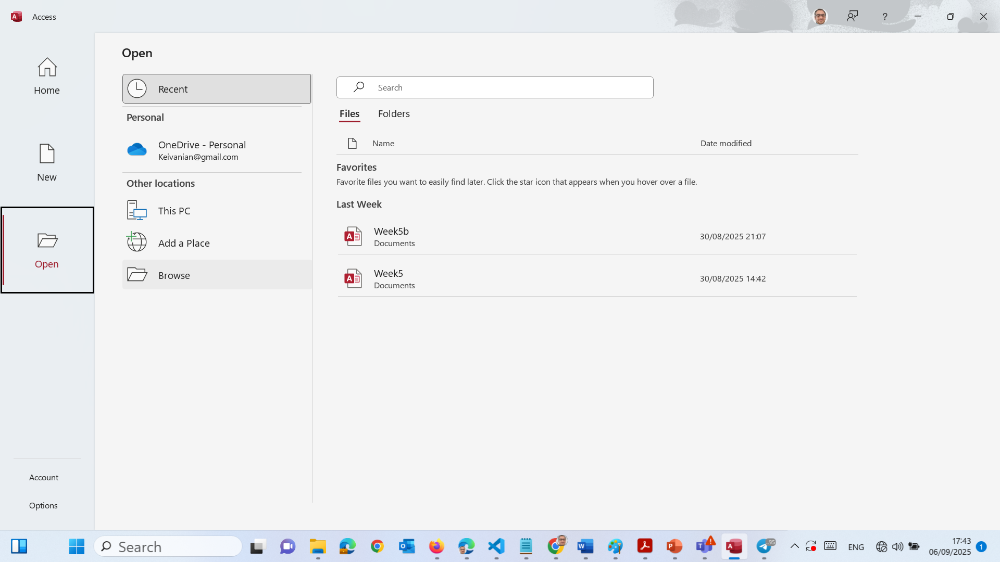 Access
?
Home
New
Open
Account
Options
Open
Recent
Personal
OneDrive - Personal
Keivanian@gmail.com
Other locations
This PC
Add a Place
Browse
Search
Files Folders
Name Date modified
Favorites
Favorite files you want to easily find later. Click the star icon that appears when you hover over a file.
Last Week
Week5b
Documents
30/08/2025 21:07
Week5
Documents
30/08/2025 14:42
Search
..95
ENG
17:43
06/09/2025
1